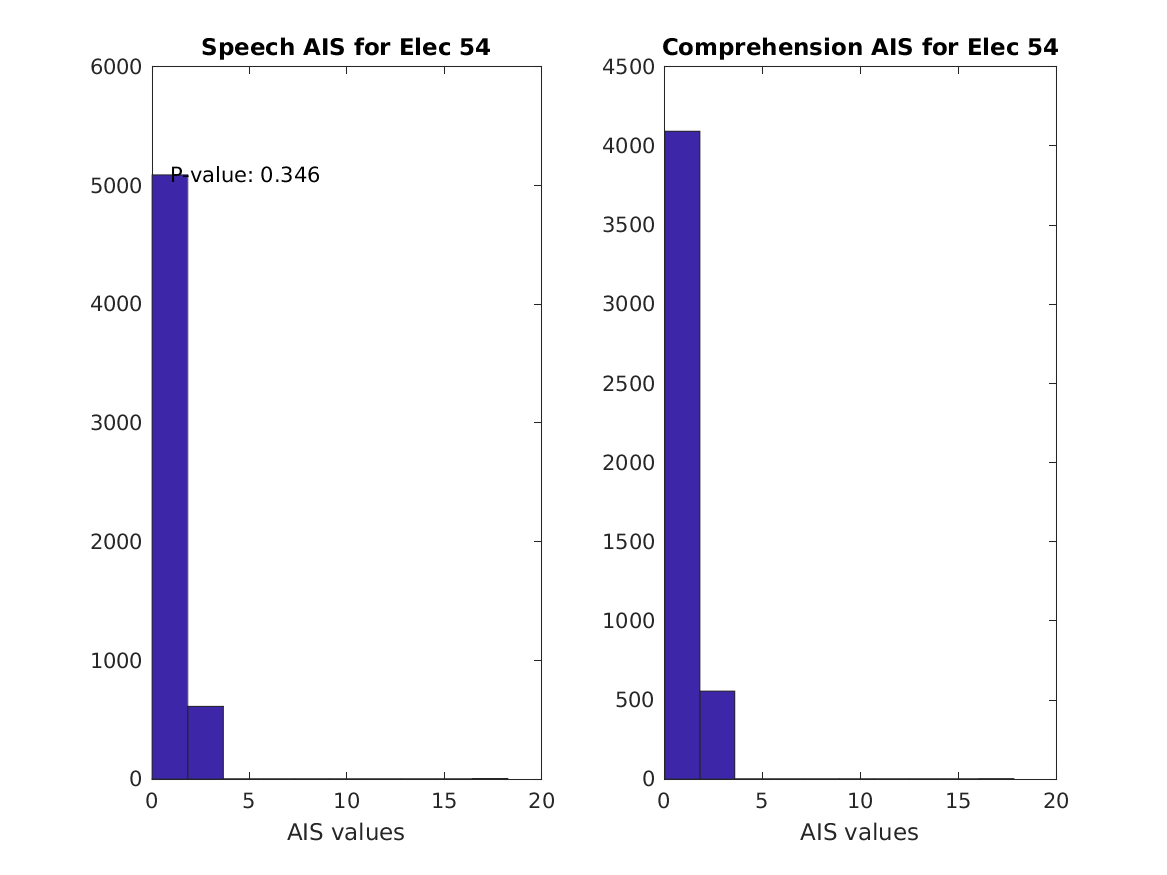 Speech AIS for Elec 54
6000
5000
4000
3000
2000
1000
0
P-value: 0.346
0 5 10 15 20
AIS values
Comprehension AIS for Elec 54
4500
4000
3500
3000
2500
2000
1500
1000
500
0
0 5 10 15 20
AIS values